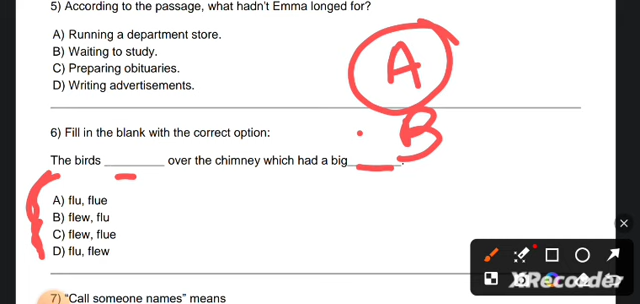 5) According to the passage, what hadn't Emma longed for?
A) Running a department store.
B) Waiting to study.
C) Preparing obituaries.
D) Writing advertisements.
A
B
6) Fill in the blank with the correct option:
The birds ________ over the chimney which had a big________.
A) flu, flue
B) flew, flu
C) flew, flue
D) flu, flew
XRecorder
7) "Call someone names" means